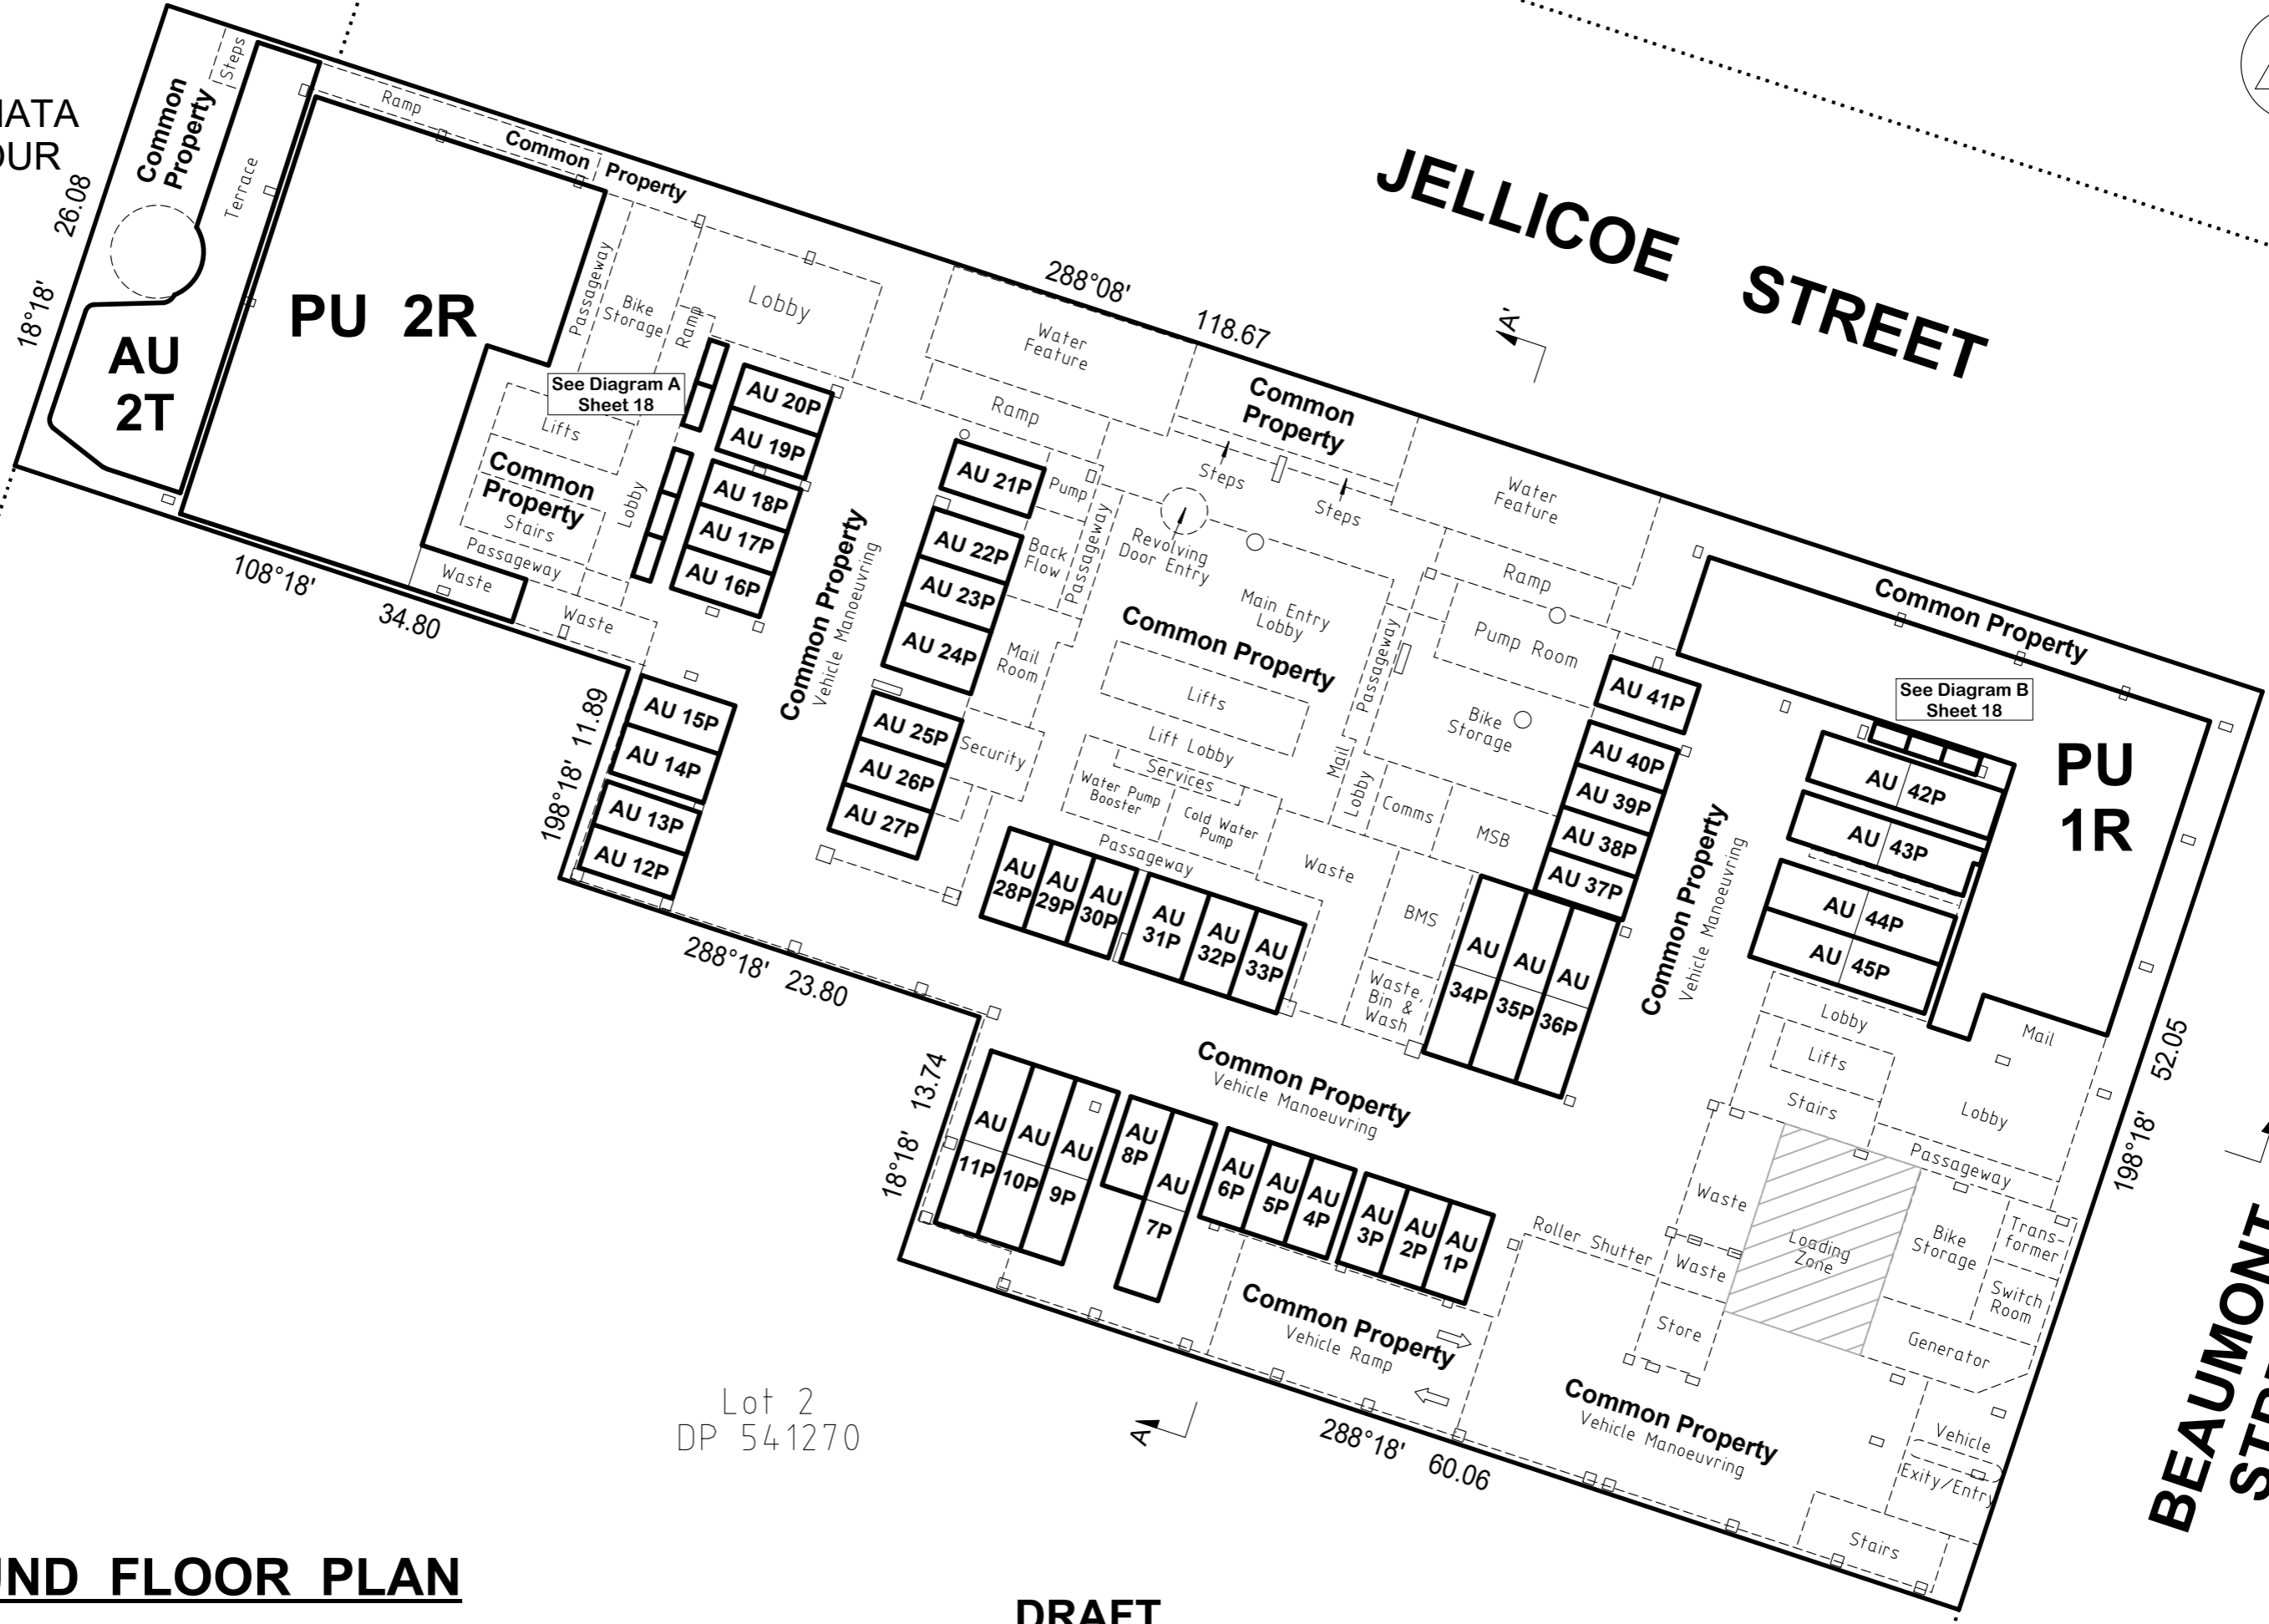 JELLICOE STREET
BEAUMONT
288°08'
118.67
26.08
18°18'
108°18'
34.80
198°18' 11.89
288°18' 23.80
18°18' 13.74
288°18' 60.06
198°18' 52.05
Steps
Common
Property
Terrace
AU
2T
PU 2R
Ramp
Common Property
Passageway
Bike
Storage
Ramp
Lobby
See Diagram A
Sheet 18
Lifts
Common
Property
Stairs
Passageway
Lobby
Waste
Waste
AU 20P
AU 19P
AU 18P
AU 17P
AU 16P
AU 15P
AU 14P
AU 13P
AU 12P
Common Property
Vehicle Manoeuvring
Water
Feature
Ramp
AU 21P
AU 22P
AU 23P
AU 24P
AU 25P
AU 26P
AU 27P
Pump
Back
Flow
Passageway
Mail
Room
Security
Common
Property
Steps
Steps
Revolving
Door Entry
Main Entry
Lobby
Common Property
Lifts
Lift Lobby
Services
Water Pump
Booster
Cold Water
Pump
Passageway
Waste
Mail
Lobby
Passageway
Comms
MSB
BMS
Waste,
Bin &
Wash
Water
Feature
Ramp
Pump Room
Bike
Storage
A'
AU
28P
AU
29P
AU
30P
AU
31P
AU
32P
AU
33P
AU
34P
AU
35P
AU
36P
AU 41P
AU 40P
AU 39P
AU 38P
AU 37P
Common Property
Vehicle Manoeuvring
Common Property
See Diagram B
Sheet 18
PU
1R
AU 42P
AU 43P
AU 44P
AU 45P
Lobby
Lifts
Stairs
Mail
Lobby
Passageway
Common Property
Vehicle Manoeuvring
AU
11P
AU
10P
AU
9P
AU
8P
AU
7P
AU
6P
AU
5P
AU
4P
AU
3P
AU
2P
AU
1P
Roller Shutter
Waste
Waste
Store
Loading
Zone
Bike
Storage
Trans-
former
Switch
Room
Generator
Common Property
Vehicle Ramp
Common Property
Vehicle Manoeuvring
Vehicle
Exity/Entry
Stairs
A
Lot 2
DP 541270
FLOOR PLAN
DRAFT